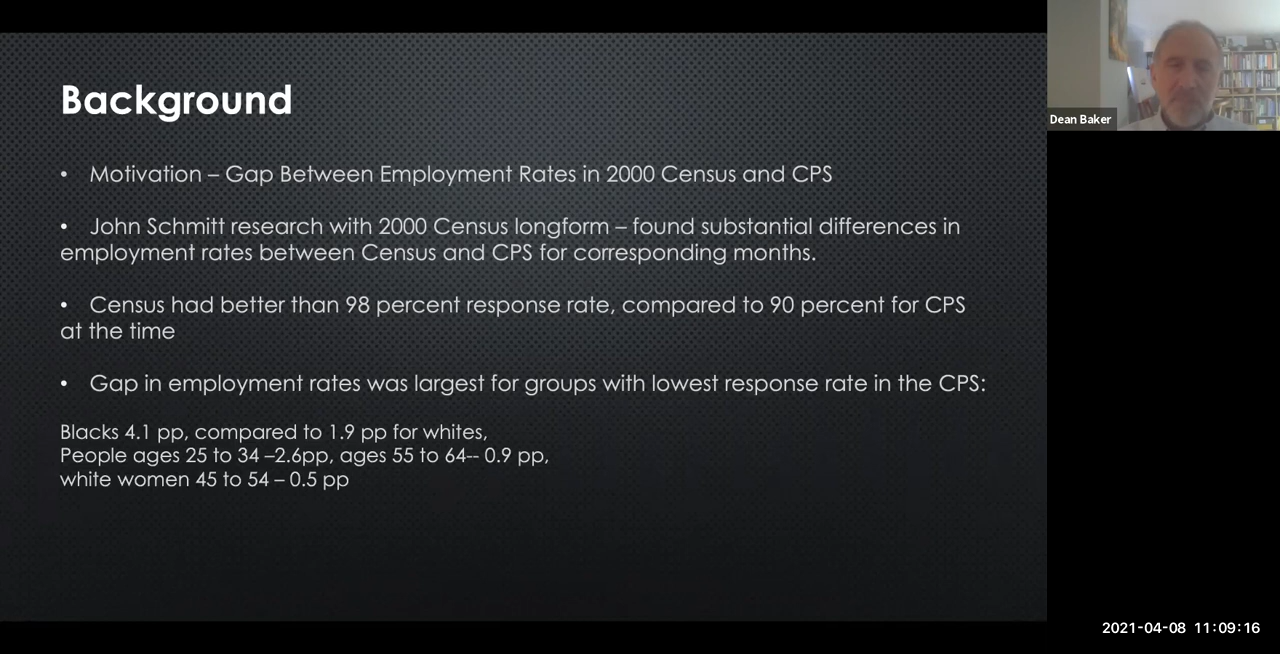 Background
• Motivation – Gap Between Employment Rates in 2000 Census and CPS
• John Schmitt research with 2000 Census longform – found substantial differences in
employment rates between Census and CPS for corresponding months.
• Census had better than 98 percent response rate, compared to 90 percent for CPS
at the time
• Gap in employment rates was largest for groups with lowest response rate in the CPS:
Blacks 4.1 pp, compared to 1.9 pp for whites,
People ages 25 to 34 –2.6pp, ages 55 to 64-- 0.9 pp,
white women 45 to 54 – 0.5 pp
Dean Baker
2021-04-08 11:09:16